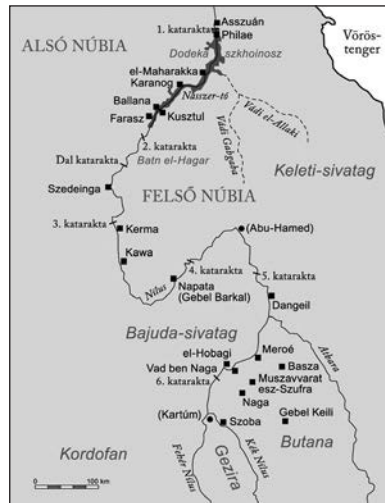 Asszuán
1. katarakta
Philae
Vörös-
tenger
ALSÓ NÚBIA
Dodeka szkhoinosz
el-Maharakka
Karanog
Nasszer-tó
Ballana
Farasz
Kusztul
Vádi el-Allaki
Vádi Gabgaba
2. katarakta
Batn el-Hagar
Dal katarakta
Keleti-sivatag
Szedeinga
FELSŐ NÚBIA
3. katarakta
Kerma
(Abu-Hamed)
Kawa
4. katarakta
5. katarakta
Nílus
Napata
(Gebel Barkal)
Dangeil
Bajuda-sivatag
Atbara
el-Hobagi
Meroé
Vad ben Naga
Basza
6. katarakta
Muszavvarat
esz-Szufra
Naga
Gebel Keili
(Kartúm)
Szoba
Butana
Kordofan
Fehér Nílus
Gezira
Kék Nílus
0 100 km